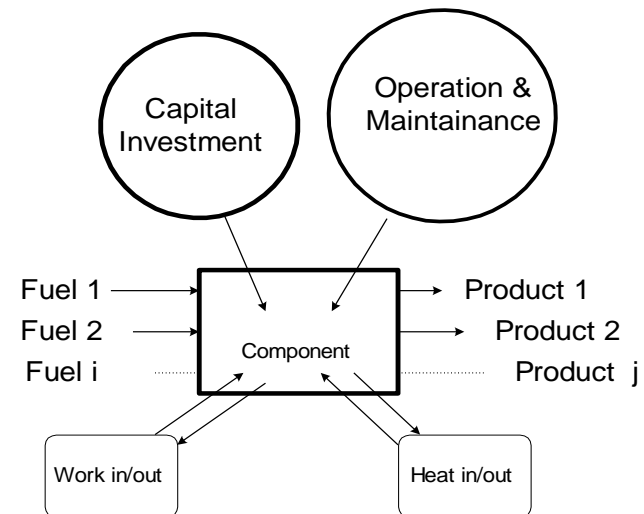 Capital
Investment
Operation &
Maintainance
Fuel 1
Product 1
Fuel 2
Product 2
Component
Fuel i
Product j
Work in/out
Heat in/out